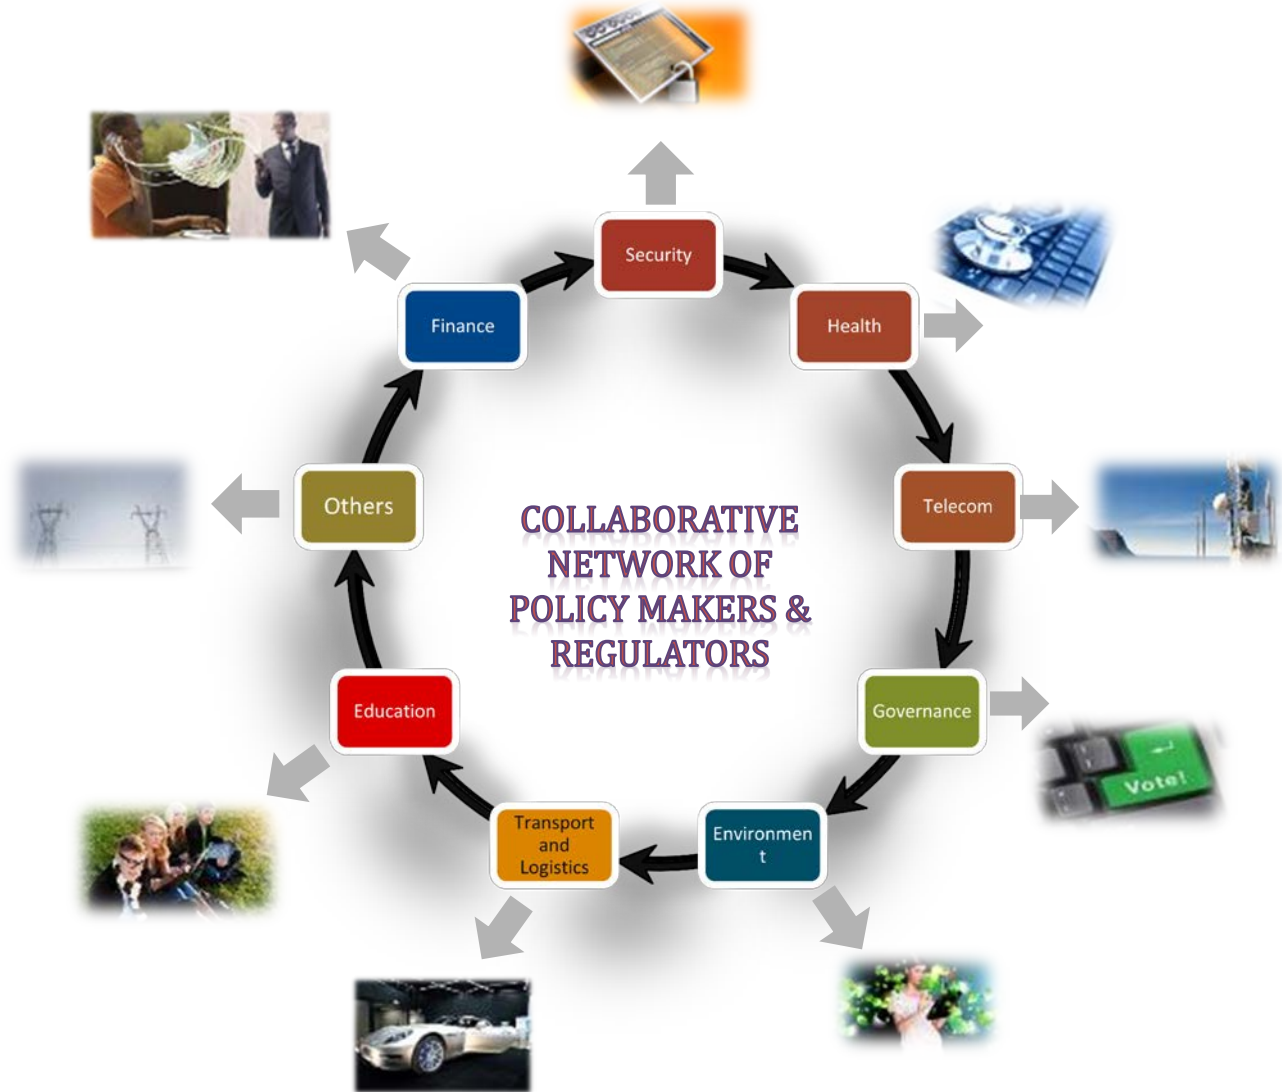 Vote!
Security
Health
Finance
Telecom
Others
COLLABORATIVE
NETWORK OF
POLICY MAKERS &
REGULATORS
Governance
Education
Environmen
t
Transport
and
Logistics